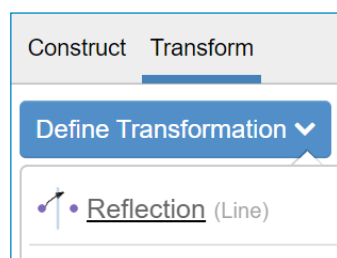 Construct Transform
Define Transformation
Reflection (Line)